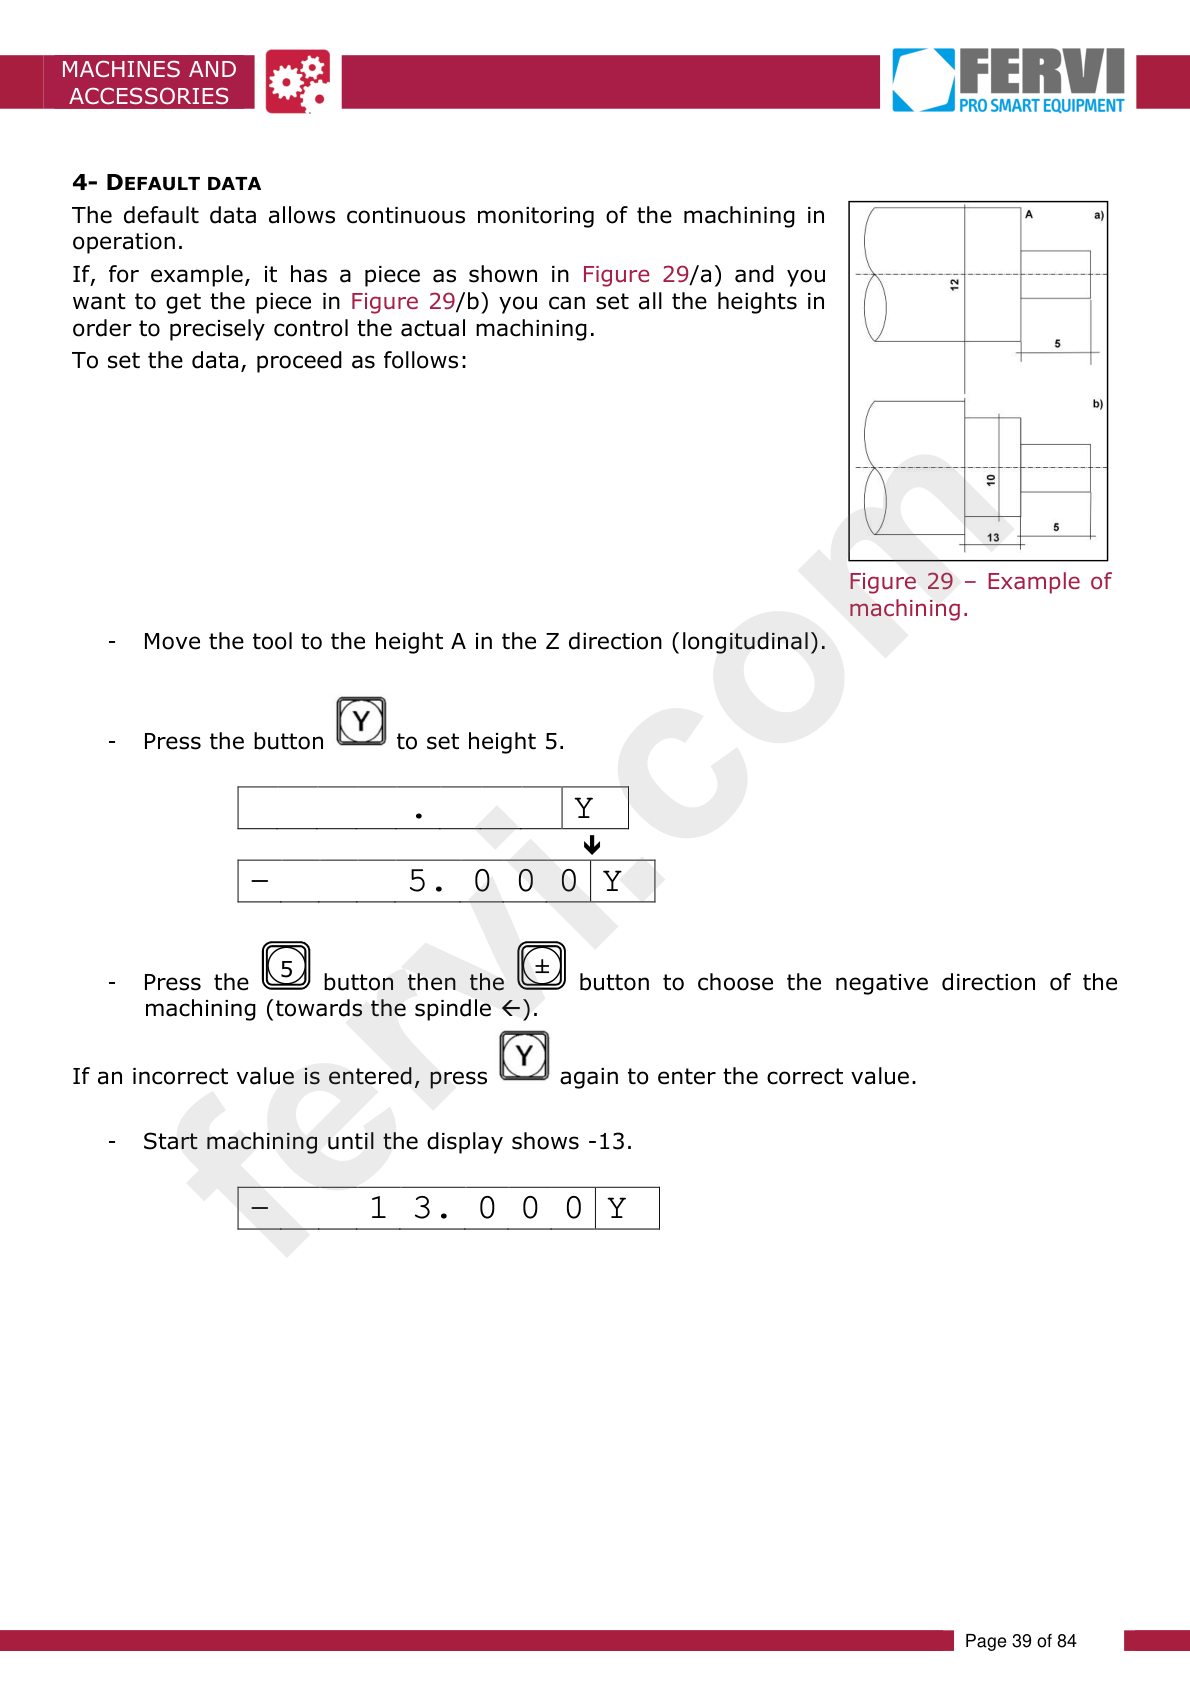 MACHINES AND
ACCESSORIES
FERVI
PRO SMART EQUIPMENT
4- DEFAULT DATA
The default data allows continuous monitoring of the machining in
operation.
If, for example, it has a piece as shown in Figure 29/a) and you
want to get the piece in Figure 29/b) you can set all the heights in
order to precisely control the actual machining.
To set the data, proceed as follows:
A
a)
12
5
b)
10
13
5
Figure 29 – Example of
machining.
- Move the tool to the height A in the Z direction (longitudinal).
- Press the button Y to set height 5.
. Y
🡫
– 5. 0 0 0 Y
- Press the 5 button then the ± button to choose the negative direction of the
machining (towards the spindle ←).
If an incorrect value is entered, press Y again to enter the correct value.
- Start machining until the display shows -13.
– 1 3. 0 0 0 Y
fervi.com
Page 39 of 84